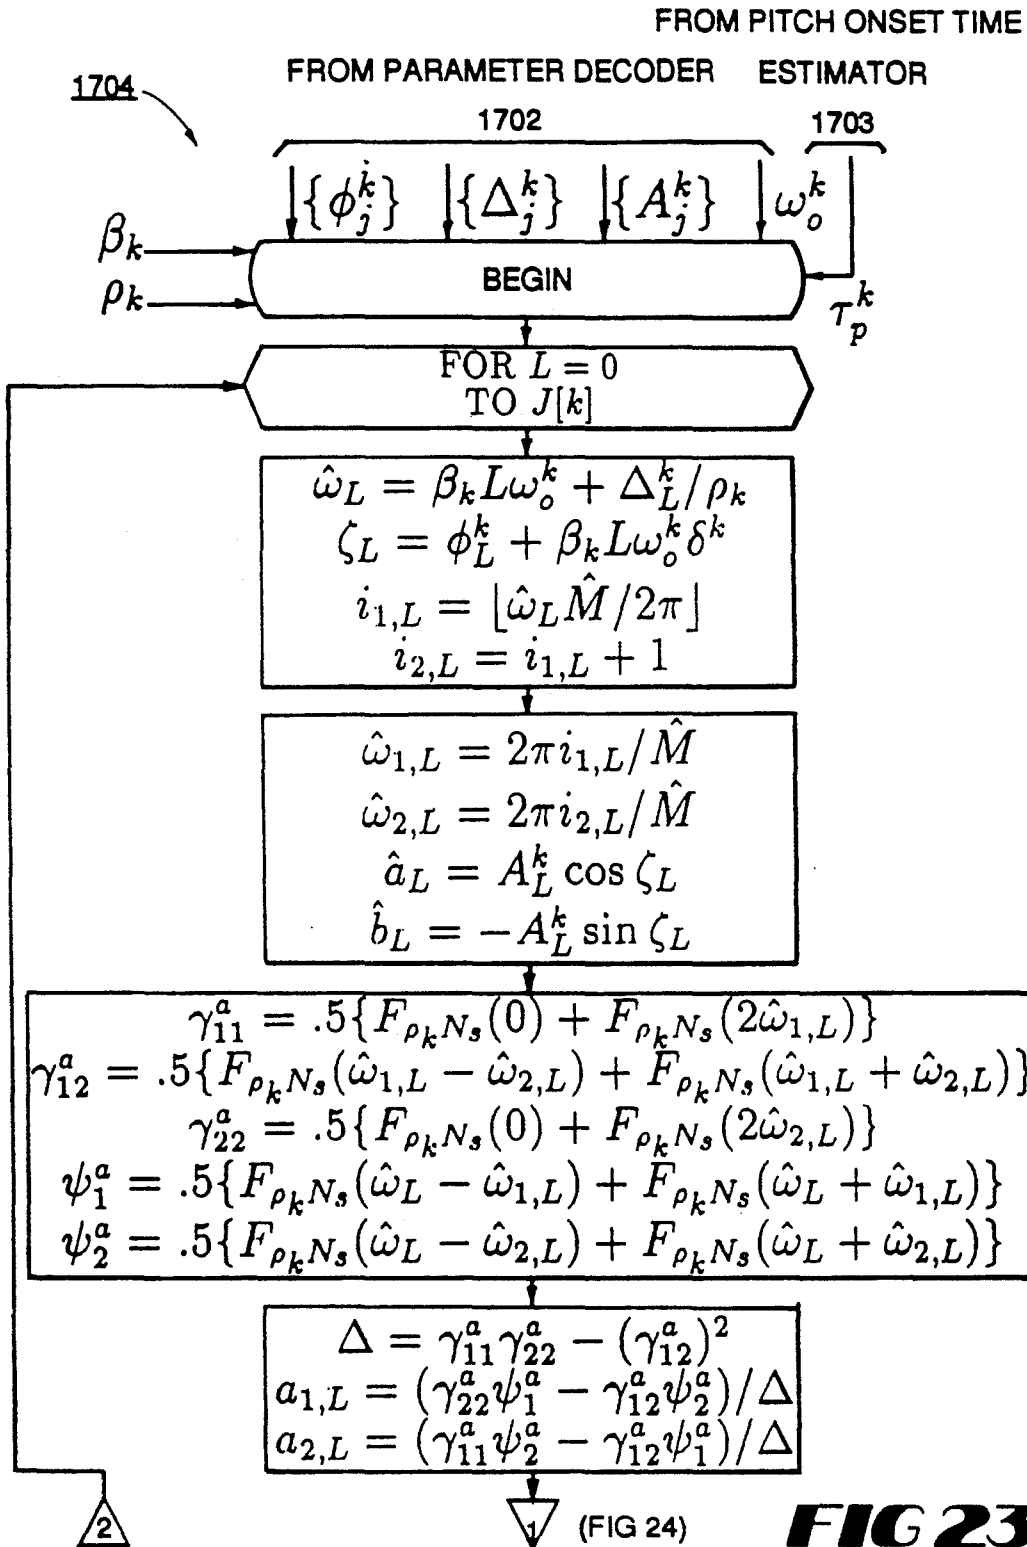 FROM PITCH ONSET TIME
FROM PARAMETER DECODER ESTIMATOR
1704
1702 1703
{ϕ_j^k} {Δ_j^k} {A_j^k} ω_o^k
β_k
ρ_k
BEGIN
τ_p^k
FOR L = 0
TO J[k]
ω̂_L = β_k L ω_o^k + Δ_L^k/ρ_k
ζ_L = ϕ_L^k + β_k L ω_o^k δ^k
i_{1,L} = ⌊ω̂_L M̂/2π⌋
i_{2,L} = i_{1,L} + 1
ω̂_{1,L} = 2π i_{1,L}/M̂
ω̂_{2,L} = 2π i_{2,L}/M̂
â_L = A_L^k cos ζ_L
b̂_L = −A_L^k sin ζ_L
γ_{11}^a = .5{F_{ρ_k N_s}(0) + F_{ρ_k N_s}(2ω̂_{1,L})}
γ_{12}^a = .5{F_{ρ_k N_s}(ω̂_{1,L} − ω̂_{2,L}) + F_{ρ_k N_s}(ω̂_{1,L} + ω̂_{2,L})}
γ_{22}^a = .5{F_{ρ_k N_s}(0) + F_{ρ_k N_s}(2ω̂_{2,L})}
ψ_1^a = .5{F_{ρ_k N_s}(ω̂_L − ω̂_{1,L}) + F_{ρ_k N_s}(ω̂_L + ω̂_{1,L})}
ψ_2^a = .5{F_{ρ_k N_s}(ω̂_L − ω̂_{2,L}) + F_{ρ_k N_s}(ω̂_L + ω̂_{2,L})}
Δ = γ_{11}^a γ_{22}^a − (γ_{12}^a)^2
a_{1,L} = (γ_{22}^a ψ_1^a − γ_{12}^a ψ_2^a)/Δ
a_{2,L} = (γ_{11}^a ψ_2^a − γ_{12}^a ψ_1^a)/Δ
2
1 (FIG 24)
FIG 23